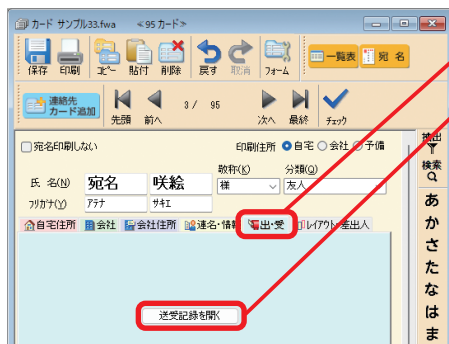 カード サンプル33.fwa ≪95 カード≫
保存 印刷 コピー 貼付 削除 戻す 取消 フォーム 一覧表 宛 名
連絡先
カード追加 先頭 前へ 3 / 95 次へ 最終 チェック
宛名印刷しない 印刷住所 自宅 会社 予備
敬称(K) 分類(Q)
氏 名(N) 宛名 咲絵 様 友人
フリガナ(Y) アテナ サキエ
自宅住所 会社 会社住所 連名・情報 出・受 レイアウト・差出人
送受記録を開く
抽出
検索
あ
か
さ
た
な
は
ま